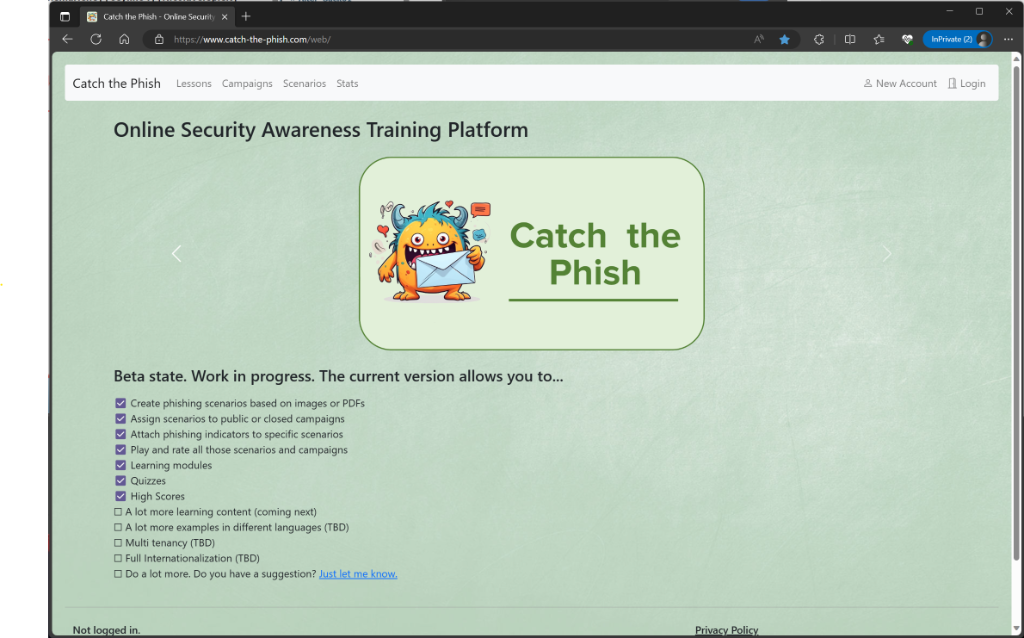 Catch the Phish - Online Security
https://www.catch-the-phish.com/web/
InPrivate (2)
Catch the Phish Lessons Campaigns Scenarios Stats New Account Login
Online Security Awareness Training Platform
Catch the
Phish
Beta state. Work in progress. The current version allows you to...
Create phishing scenarios based on images or PDFs
Assign scenarios to public or closed campaigns
Attach phishing indicators to specific scenarios
Play and rate all those scenarios and campaigns
Learning modules
Quizzes
High Scores
A lot more learning content (coming next)
A lot more examples in different languages (TBD)
Multi tenancy (TBD)
Full Internationalization (TBD)
Do a lot more. Do you have a suggestion? Just let me know.
Not logged in. Privacy Policy